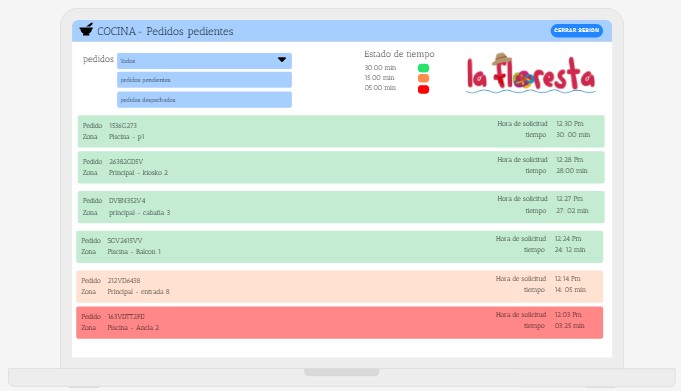 COCINA - Pedidos pedientes
CERRAR SESION
pedidos
Todos
pedidos pendientes
pedidos despachados
Estado de tiempo
30:00 min
15:00 min
05:00 min
la floresta
Pedido 1536G273
Zona Piscina - p1
Hora de solicitud 12:30 Pm
tiempo 30: 00 min
Pedido 26382GDSV
Zona Principal - kiosko 2
Hora de solicitud 12:28 Pm
tiempo 28:00 min
Pedido DVBN352V4
Zona principal - cabaña 3
Hora de solicitud 12:27 Pm
tiempo 27: 02 min
Pedido SGV2415VV
Zona Piscina - Balcon 1
Hora de solicitud 12:24 Pm
tiempo 24: 12 min
Pedido 212VD6438
Zona Principal - entrada 8
Hora de solicitud 12:14 Pm
tiempo 14: 05 min
Pedido 163VDTT2FD
Zona Piscina - Ancla 2
Hora de solicitud 12:03 Pm
tiempo 03:25 min